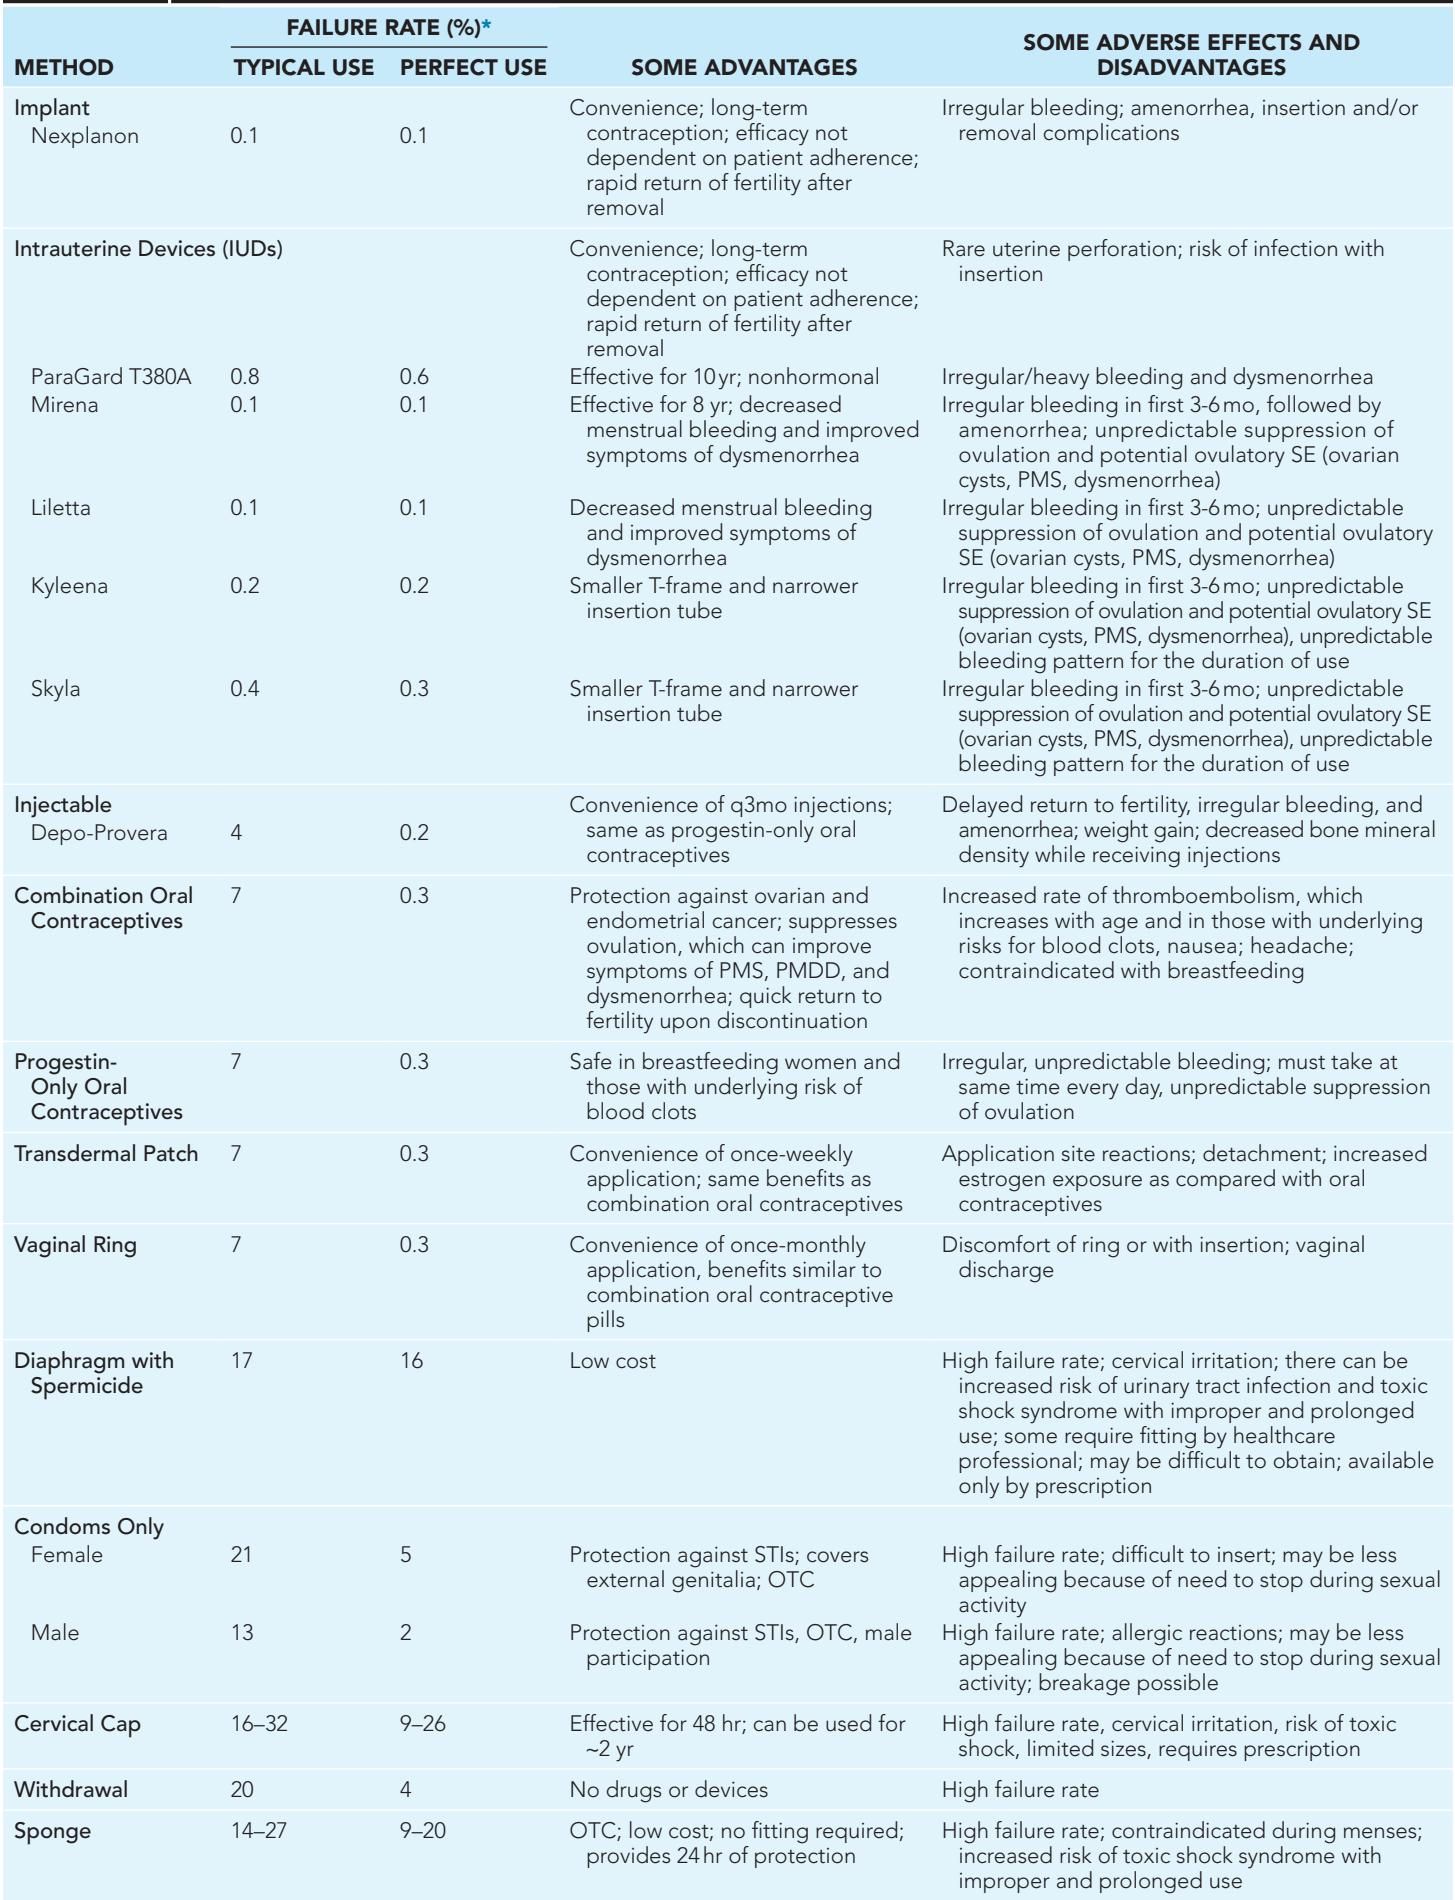 FAILURE RATE (%)*
METHOD TYPICAL USE PERFECT USE SOME ADVANTAGES SOME ADVERSE EFFECTS AND
DISADVANTAGES
Implant
Nexplanon 0.1 0.1 Convenience; long-term
contraception; efficacy not
dependent on patient adherence;
rapid return of fertility after
removal
Irregular bleeding; amenorrhea, insertion and/or
removal complications
Intrauterine Devices (IUDs) Convenience; long-term
contraception; efficacy not
dependent on patient adherence;
rapid return of fertility after
removal
Rare uterine perforation; risk of infection with
insertion
ParaGard T380A 0.8 0.6 Effective for 10 yr; nonhormonal Irregular/heavy bleeding and dysmenorrhea
Mirena 0.1 0.1 Effective for 8 yr; decreased
menstrual bleeding and improved
symptoms of dysmenorrhea
Irregular bleeding in first 3-6 mo, followed by
amenorrhea; unpredictable suppression of
ovulation and potential ovulatory SE (ovarian
cysts, PMS, dysmenorrhea)
Liletta 0.1 0.1 Decreased menstrual bleeding
and improved symptoms of
dysmenorrhea
Irregular bleeding in first 3-6 mo; unpredictable
suppression of ovulation and potential ovulatory
SE (ovarian cysts, PMS, dysmenorrhea)
Kyleena 0.2 0.2 Smaller T-frame and narrower
insertion tube
Irregular bleeding in first 3-6 mo; unpredictable
suppression of ovulation and potential ovulatory SE
(ovarian cysts, PMS, dysmenorrhea), unpredictable
bleeding pattern for the duration of use
Skyla 0.4 0.3 Smaller T-frame and narrower
insertion tube
Irregular bleeding in first 3-6 mo; unpredictable
suppression of ovulation and potential ovulatory SE
(ovarian cysts, PMS, dysmenorrhea), unpredictable
bleeding pattern for the duration of use
Injectable
Depo-Provera 4 0.2 Convenience of q3mo injections;
same as progestin-only oral
contraceptives
Delayed return to fertility, irregular bleeding, and
amenorrhea; weight gain; decreased bone mineral
density while receiving injections
Combination Oral
Contraceptives 7 0.3 Protection against ovarian and
endometrial cancer; suppresses
ovulation, which can improve
symptoms of PMS, PMDD, and
dysmenorrhea; quick return to
fertility upon discontinuation
Increased rate of thromboembolism, which
increases with age and in those with underlying
risks for blood clots, nausea; headache;
contraindicated with breastfeeding
Progestin-
Only Oral
Contraceptives 7 0.3 Safe in breastfeeding women and
those with underlying risk of
blood clots
Irregular, unpredictable bleeding; must take at
same time every day, unpredictable suppression
of ovulation
Transdermal Patch 7 0.3 Convenience of once-weekly
application; same benefits as
combination oral contraceptives
Application site reactions; detachment; increased
estrogen exposure as compared with oral
contraceptives
Vaginal Ring 7 0.3 Convenience of once-monthly
application, benefits similar to
combination oral contraceptive
pills
Discomfort of ring or with insertion; vaginal
discharge
Diaphragm with
Spermicide 17 16 Low cost
High failure rate; cervical irritation; there can be
increased risk of urinary tract infection and toxic
shock syndrome with improper and prolonged
use; some require fitting by healthcare
professional; may be difficult to obtain; available
only by prescription
Condoms Only
Female 21 5 Protection against STIs; covers
external genitalia; OTC
High failure rate; difficult to insert; may be less
appealing because of need to stop during sexual
activity
Male 13 2 Protection against STIs, OTC, male
participation
High failure rate; allergic reactions; may be less
appealing because of need to stop during sexual
activity; breakage possible
Cervical Cap 16–32 9–26 Effective for 48 hr; can be used for
~2 yr
High failure rate, cervical irritation, risk of toxic
shock, limited sizes, requires prescription
Withdrawal 20 4 No drugs or devices High failure rate
Sponge 14–27 9–20 OTC; low cost; no fitting required;
provides 24 hr of protection
High failure rate; contraindicated during menses;
increased risk of toxic shock syndrome with
improper and prolonged use